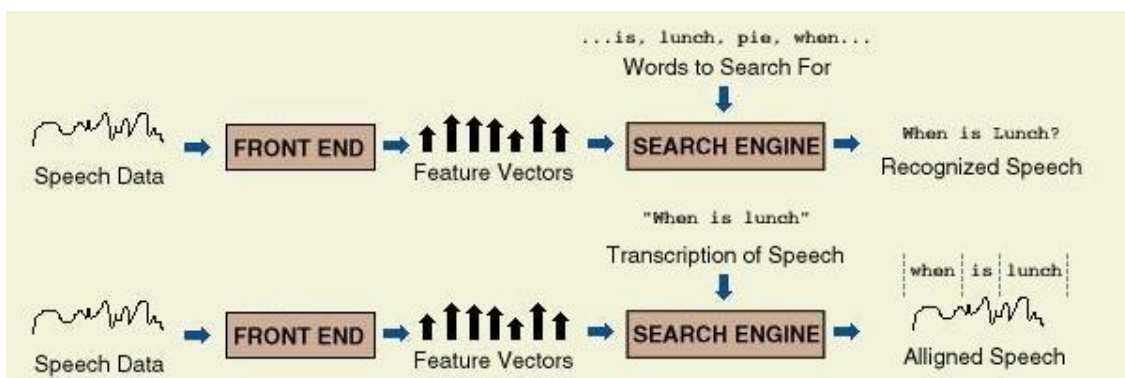 ...is, lunch, pie, when...
Words to Search For
FRONT END
SEARCH ENGINE
When is Lunch?
Speech Data
Feature Vectors
Recognized Speech
"When is lunch"
Transcription of Speech
when is lunch
FRONT END
SEARCH ENGINE
Speech Data
Feature Vectors
Alligned Speech